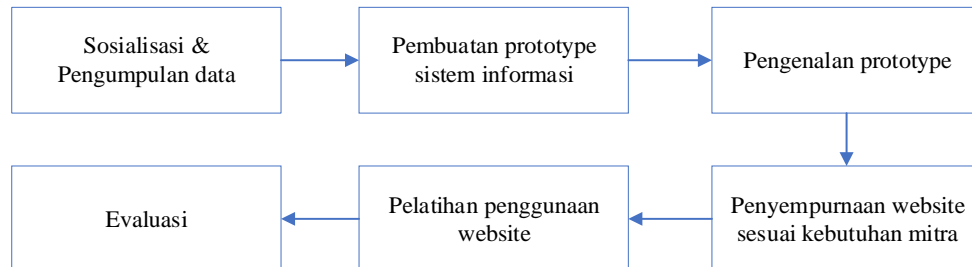 Sosialisasi &
Pengumpulan data
Pembuatan prototype
sistem informasi
Pengenalan prototype
Penyempurnaan website
sesuai kebutuhan mitra
Pelatihan penggunaan
website
Evaluasi